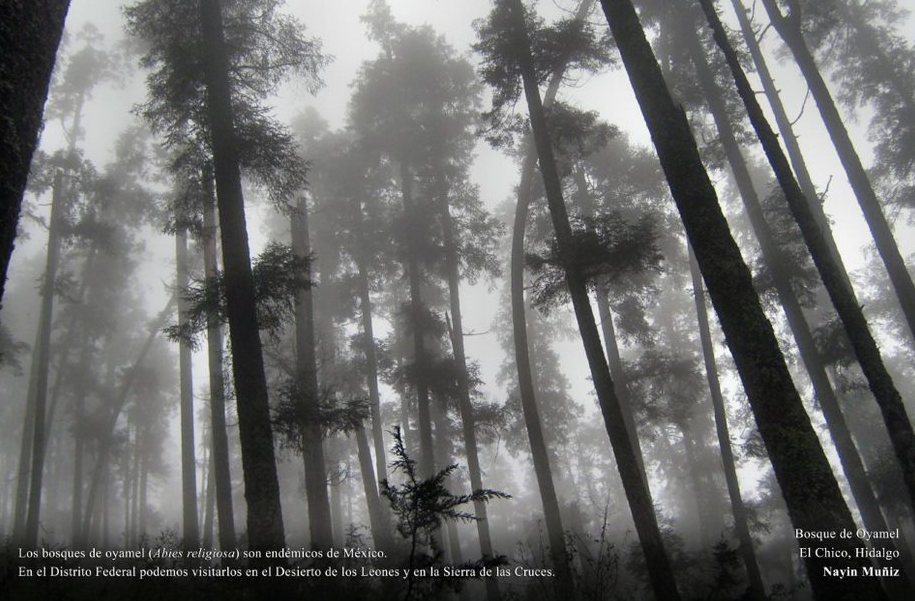 Bosque de Oyamel
El Chico, Hidalgo
Nayin Muñiz
Los bosques de oyamel (Abies religiosa) son endémicos de México.
En el Distrito Federal podemos visitarlos en el Desierto de los Leones y en la Sierra de las Cruces.